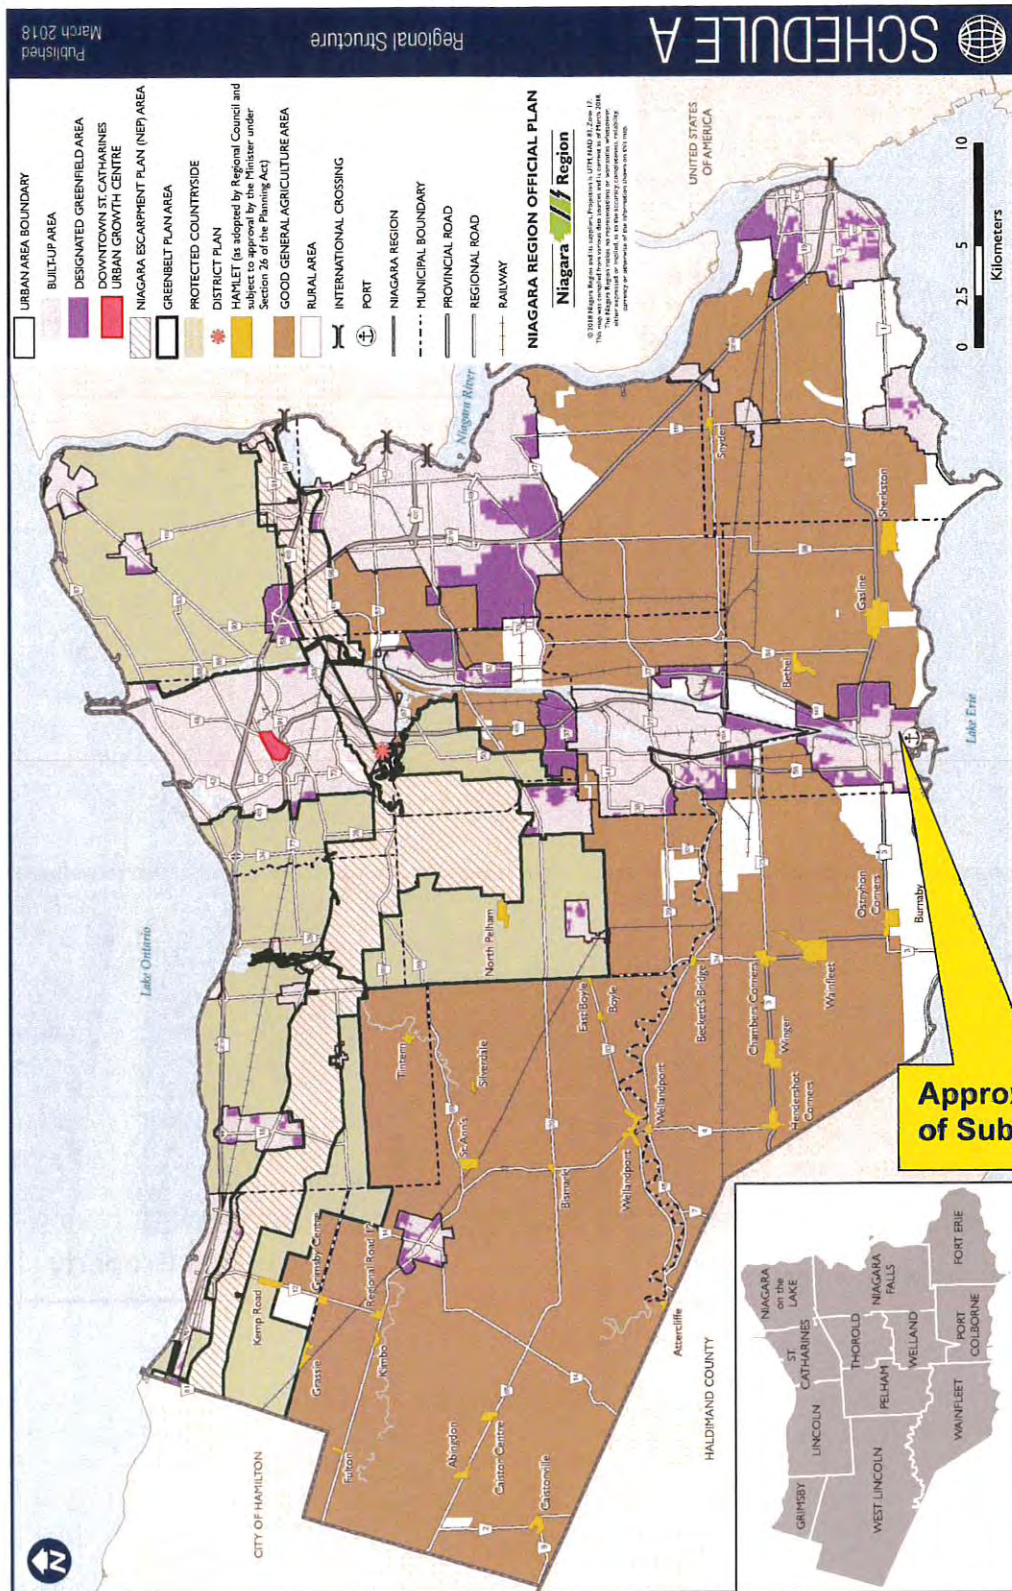 SCHEDULE A
Regional Structure
Published
March 2018
URBAN AREA BOUNDARY
BUILT-UP AREA
DESIGNATED GREENFIELD AREA
DOWNTOWN ST. CATHARINES
URBAN GROWTH CENTRE
NIAGARA ESCARPMENT PLAN (NEP) AREA
GREENBELT PLAN AREA
PROTECTED COUNTRYSIDE
DISTRICT PLAN
HAMLET (as adopted by Regional Council and
subject to approval by the Minister under
Section 26 of the Planning Act)
GOOD GENERAL AGRICULTURE AREA
RURAL AREA
INTERNATIONAL CROSSING
PORT
NIAGARA REGION
MUNICIPAL BOUNDARY
PROVINCIAL ROAD
REGIONAL ROAD
RAILWAY
NIAGARA REGION OFFICIAL PLAN
Niagara Region
UNITED STATES
OF AMERICA
0 2.5 5 10
Kilometers
N
CITY OF HAMILTON
HALDIMAND COUNTY
Lake Ontario
Niagara River
Lake Erie
Kemp Road
Grimsby Centre
Regional Road 12
Grassie
Kimbo
Fulton
Abingdon
Caistor Centre
Caistorville
Tintern
Silverdale
St. Ann's
Bismark
North Pelham
East Boyle
Boyle
Wellandport
Wellandport
Attercliffe
Beckett's Bridge
Chambers Corners
Winger
Hendershot
Corners
Wainfleet
Ostryhon
Corners
Burnaby
Bethel
Gasline
Sherkston
Snyder
Approx
of Sub
GRIMSBY
LINCOLN
WEST LINCOLN
ST.
CATHARINES
NIAGARA
on the
LAKE
THOROLD
NIAGARA
FALLS
PELHAM
WELLAND
WAINFLEET
PORT
COLBORNE
FORT ERIE